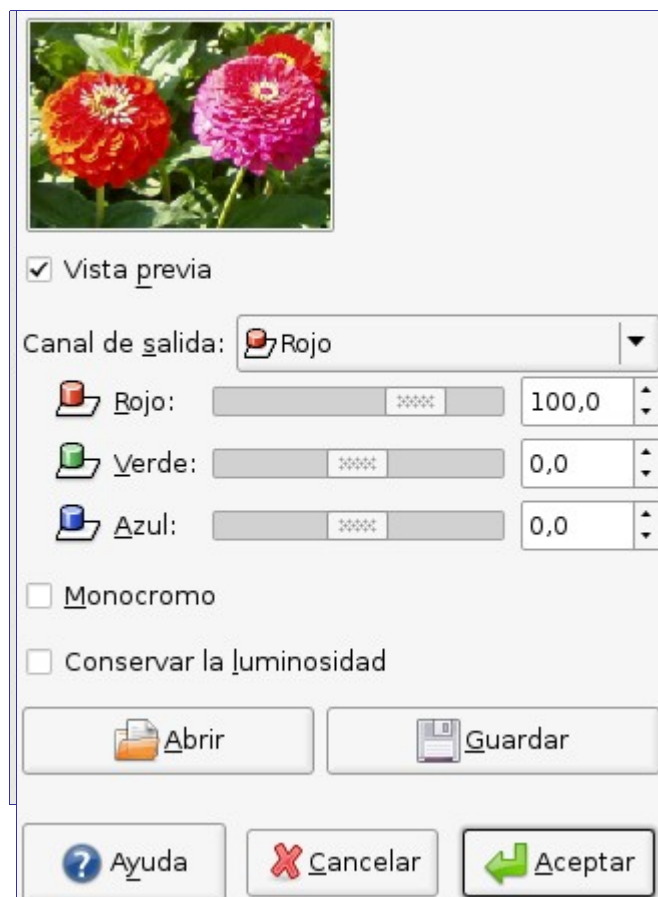 Vista previa
Canal de salida: Rojo
Rojo: 100,0
Verde: 0,0
Azul: 0,0
Monocromo
Conservar la luminosidad
Abrir Guardar
Ayuda Cancelar Aceptar